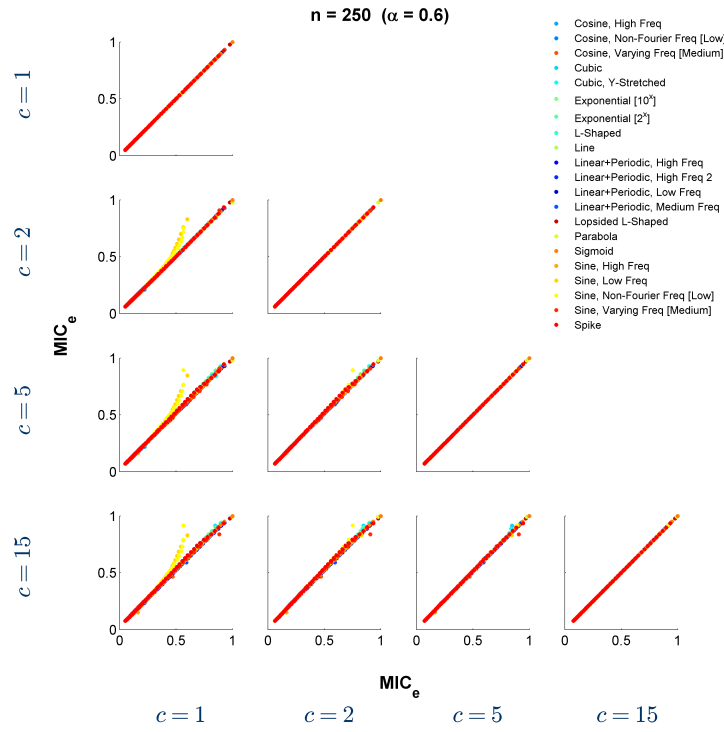 n = 250 (α = 0.6)
Cosine, High Freq
Cosine, Non-Fourier Freq [Low]
Cosine, Varying Freq [Medium]
Cubic
Cubic, Y-Stretched
Exponential [10^x]
Exponential [2^x]
L-Shaped
Line
Linear+Periodic, High Freq
Linear+Periodic, High Freq 2
Linear+Periodic, Low Freq
Linear+Periodic, Medium Freq
Lopsided L-Shaped
Parabola
Sigmoid
Sine, High Freq
Sine, Low Freq
Sine, Non-Fourier Freq [Low]
Sine, Varying Freq [Medium]
Spike
c = 1
1
0.5
0
c = 2
1
0.5
0
MIC_e
c = 5
1
0.5
0
c = 15
1
0.5
0
0 0.5 1 0 0.5 1 0 0.5 1 0 0.5 1
MIC_e
c = 1 c = 2 c = 5 c = 15